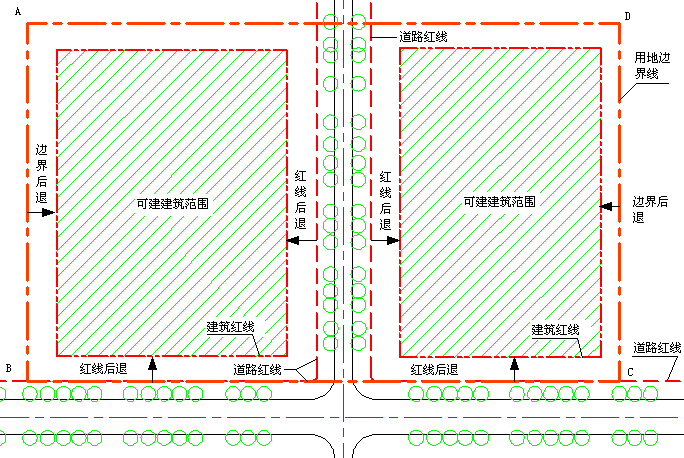 A
D
道路红线
用地边
界线
边
界
后
退
红
线
后
退
红
线
后
退
可建建筑范围
可建建筑范围
边界后
退
建筑红线
建筑红线
道路红线
B
红线后退
道路红线
红线后退
C